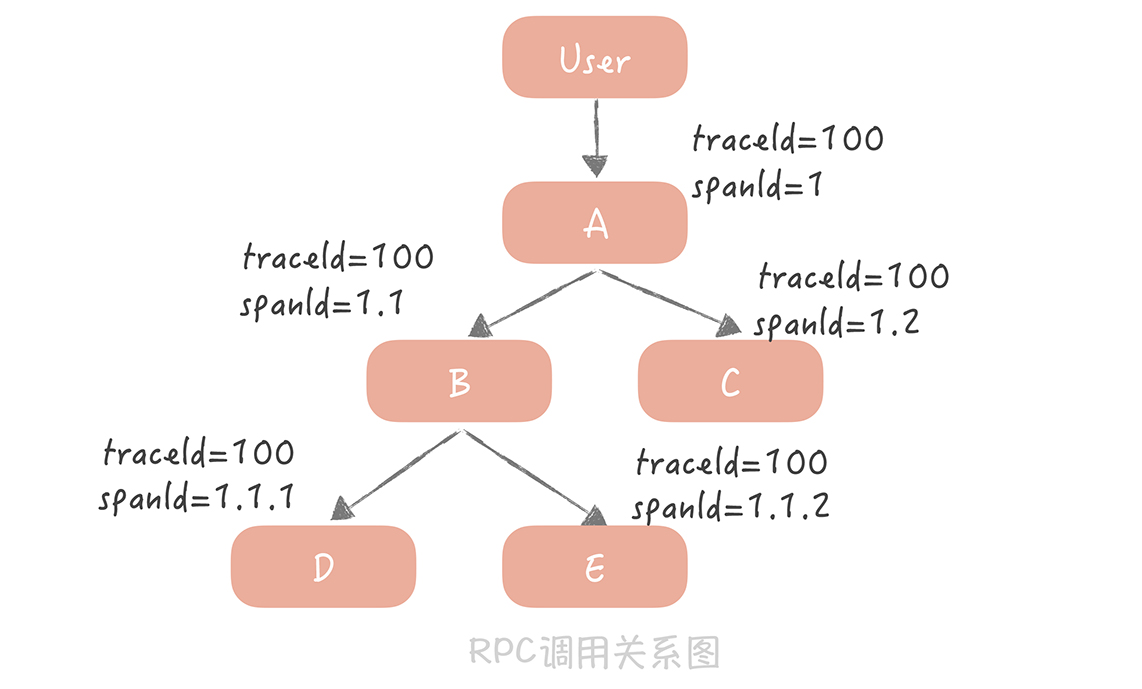 User
traceId=100
spanId=1
A
traceId=100
spanId=1.1
traceId=100
spanId=1.2
B
C
traceId=100
spanId=1.1.1
traceId=100
spanId=1.1.2
D
E
RPC调用关系图